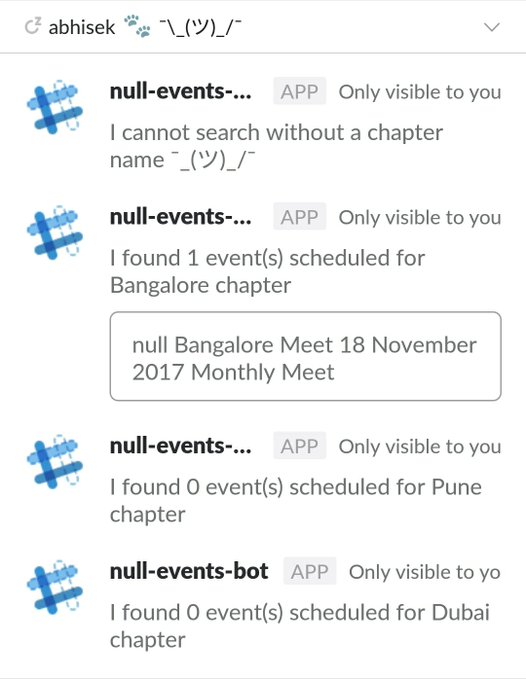 abhisek 🐾 ¯\_(ツ)_/¯
null-events-... APP Only visible to you
I cannot search without a chapter
name ¯_(ツ)_/¯
null-events-... APP Only visible to you
I found 1 event(s) scheduled for
Bangalore chapter
null Bangalore Meet 18 November
2017 Monthly Meet
null-events-... APP Only visible to you
I found 0 event(s) scheduled for Pune
chapter
null-events-bot APP Only visible to yo
I found 0 event(s) scheduled for Dubai
chapter